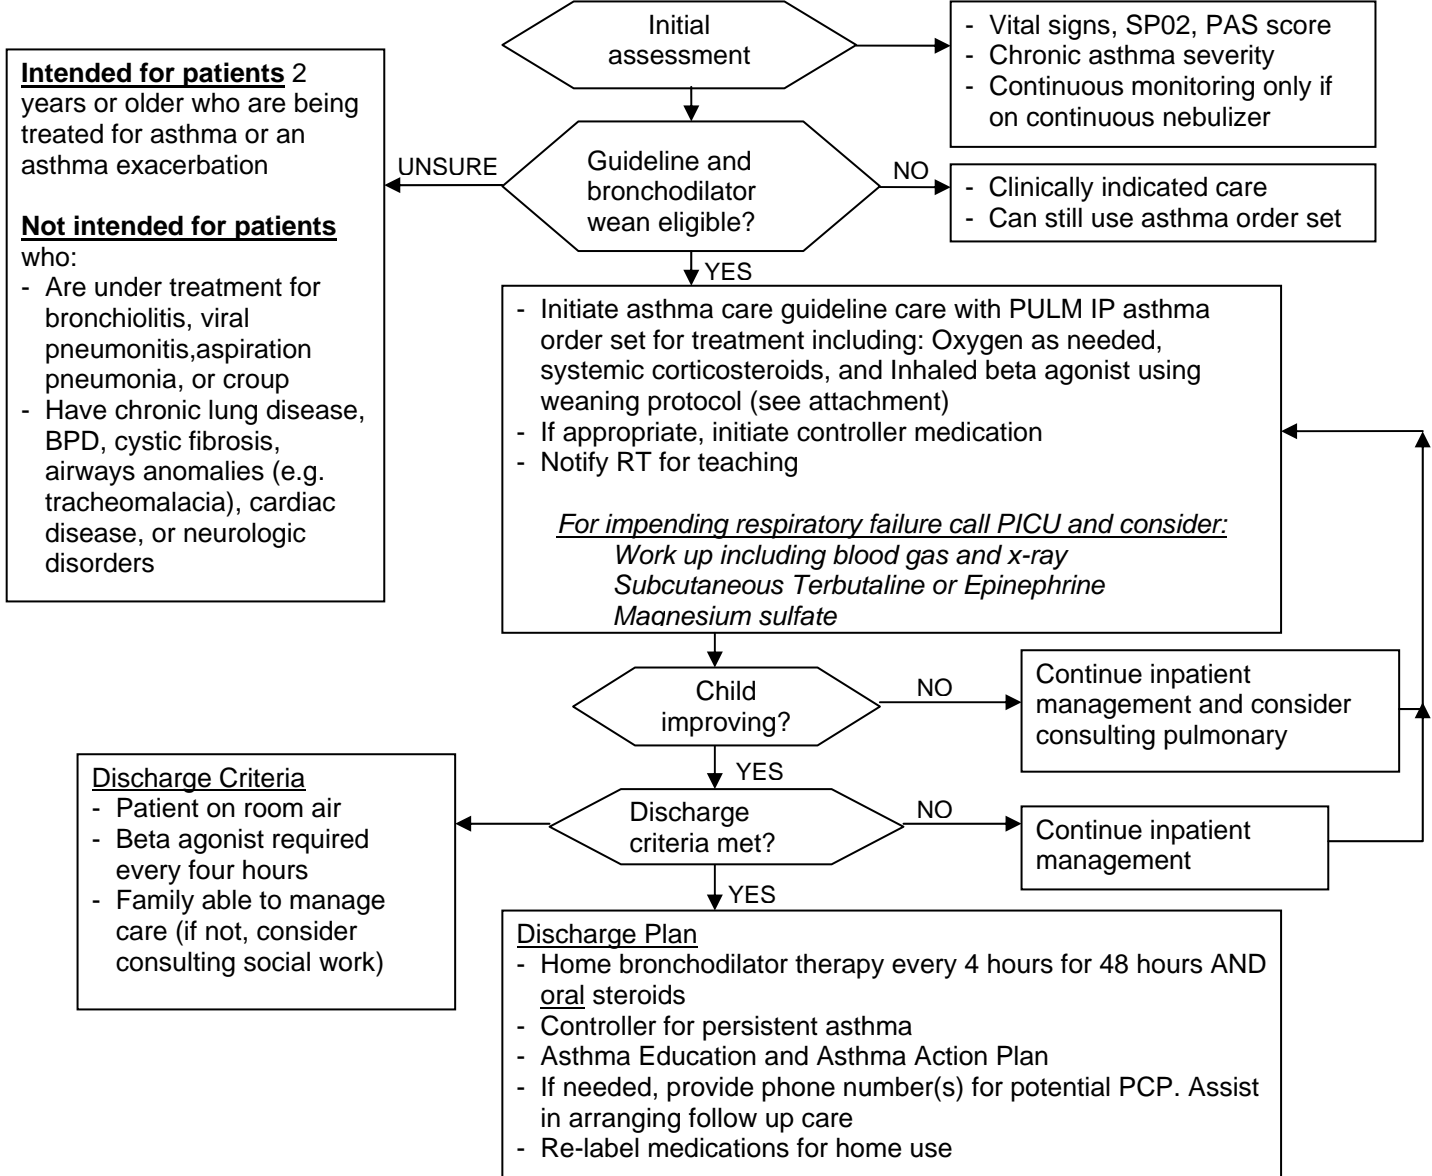 Initial
assessment
- Vital signs, SP02, PAS score
- Chronic asthma severity
- Continuous monitoring only if
on continuous nebulizer
Intended for patients 2
years or older who are being
treated for asthma or an
asthma exacerbation
Not intended for patients
who:
- Are under treatment for
bronchiolitis, viral
pneumonitis,aspiration
pneumonia, or croup
- Have chronic lung disease,
BPD, cystic fibrosis,
airways anomalies (e.g.
tracheomalacia), cardiac
disease, or neurologic
disorders
UNSURE
Guideline and
bronchodilator
wean eligible?
NO
- Clinically indicated care
- Can still use asthma order set
YES
- Initiate asthma care guideline care with PULM IP asthma
order set for treatment including: Oxygen as needed,
systemic corticosteroids, and Inhaled beta agonist using
weaning protocol (see attachment)
- If appropriate, initiate controller medication
- Notify RT for teaching
For impending respiratory failure call PICU and consider:
Work up including blood gas and x-ray
Subcutaneous Terbutaline or Epinephrine
Magnesium sulfate
Child
improving?
NO
Continue inpatient
management and consider
consulting pulmonary
YES
Discharge Criteria
- Patient on room air
- Beta agonist required
every four hours
- Family able to manage
care (if not, consider
consulting social work)
Discharge
criteria met?
NO
Continue inpatient
management
YES
Discharge Plan
- Home bronchodilator therapy every 4 hours for 48 hours AND
oral steroids
- Controller for persistent asthma
- Asthma Education and Asthma Action Plan
- If needed, provide phone number(s) for potential PCP. Assist
in arranging follow up care
- Re-label medications for home use